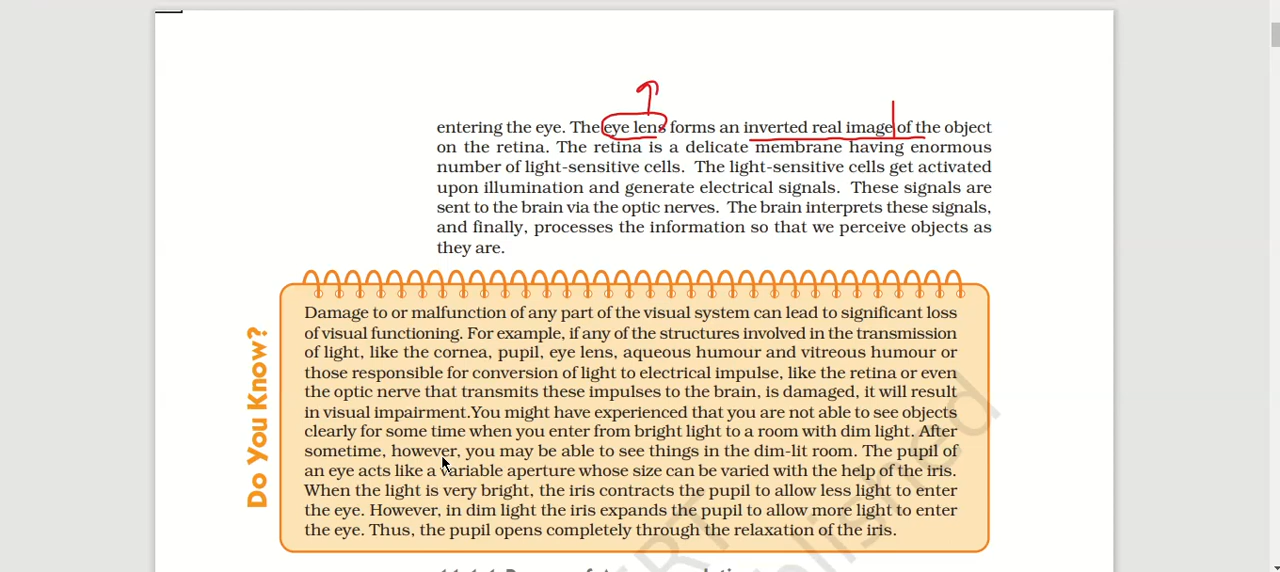 entering the eye. The eye lens forms an inverted real image of the object
on the retina. The retina is a delicate membrane having enormous
number of light-sensitive cells. The light-sensitive cells get activated
upon illumination and generate electrical signals. These signals are
sent to the brain via the optic nerves. The brain interprets these signals,
and finally, processes the information so that we perceive objects as
they are.
Do You Know?
Damage to or malfunction of any part of the visual system can lead to significant loss
of visual functioning. For example, if any of the structures involved in the transmission
of light, like the cornea, pupil, eye lens, aqueous humour and vitreous humour or
those responsible for conversion of light to electrical impulse, like the retina or even
the optic nerve that transmits these impulses to the brain, is damaged, it will result
in visual impairment.You might have experienced that you are not able to see objects
clearly for some time when you enter from bright light to a room with dim light. After
sometime, however, you may be able to see things in the dim-lit room. The pupil of
an eye acts like a variable aperture whose size can be varied with the help of the iris.
When the light is very bright, the iris contracts the pupil to allow less light to enter
the eye. However, in dim light the iris expands the pupil to allow more light to enter
the eye. Thus, the pupil opens completely through the relaxation of the iris.